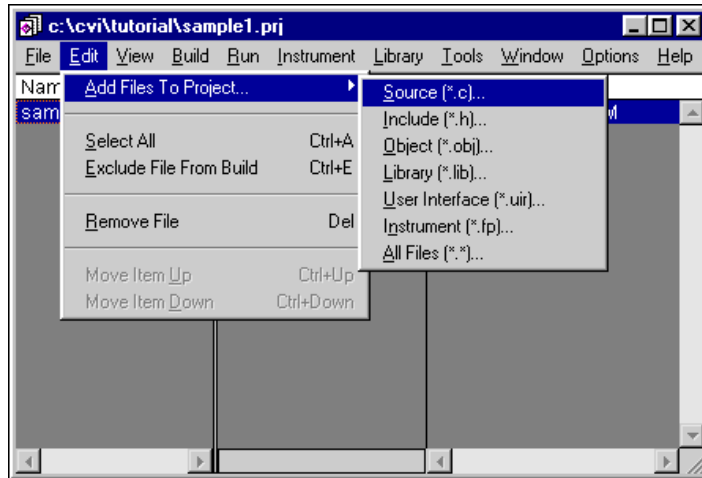 c:\cvi\tutorial\sample1.prj
File Edit View Build Run Instrument Library Tools Window Options Help
Nam
sam
Add Files To Project...
Select All Ctrl+A
Exclude File From Build Ctrl+E
Remove File Del
Move Item Up Ctrl+Up
Move Item Down Ctrl+Down
Source (*.c)...
Include (*.h)...
Object (*.obj)...
Library (*.lib)...
User Interface (*.uir)...
Instrument (*.fp)...
All Files (*.*)...